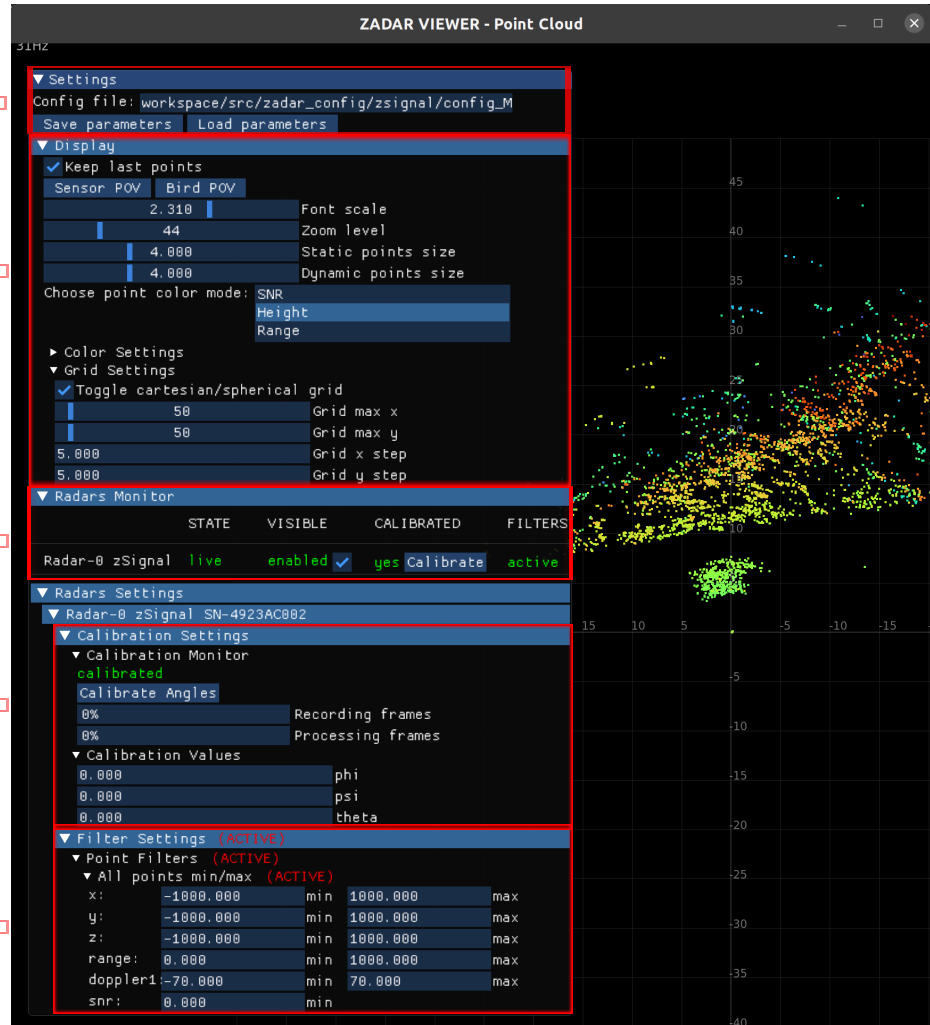 ZADAR VIEWER - Point Cloud
31Hz
Settings
Config file: workspace/src/zadar_config/zsignal/config_M
Save parameters Load parameters
Display
Keep last points
Sensor POV Bird POV
2.310 Font scale
44 Zoom level
4.000 Static points size
4.000 Dynamic points size
Choose point color mode: SNR
Height
Range
Color Settings
Grid Settings
Toggle cartesian/spherical grid
50 Grid max x
50 Grid max y
5.000 Grid x step
5.000 Grid y step
Radars Monitor
STATE VISIBLE CALIBRATED FILTERS
Radar-0 zSignal live enabled yes Calibrate active
Radars Settings
Radar-0 zSignal SN-4923AC002
Calibration Settings
Calibration Monitor
calibrated
Calibrate Angles
0% Recording frames
0% Processing frames
Calibration Values
0.000 phi
0.000 psi
0.000 theta
Filter Settings (ACTIVE)
Point Filters (ACTIVE)
All points min/max (ACTIVE)
x: -1000.000 min 1000.000 max
y: -1000.000 min 1000.000 max
z: -1000.000 min 1000.000 max
range: 0.000 min 1000.000 max
doppler1:-70.000 min 70.000 max
snr: 0.000 min
45
40
35
30
25
20
15
10
15 10 5 -5 -10 -15
-5
-10
-15
-20
-25
-30
-35
-40